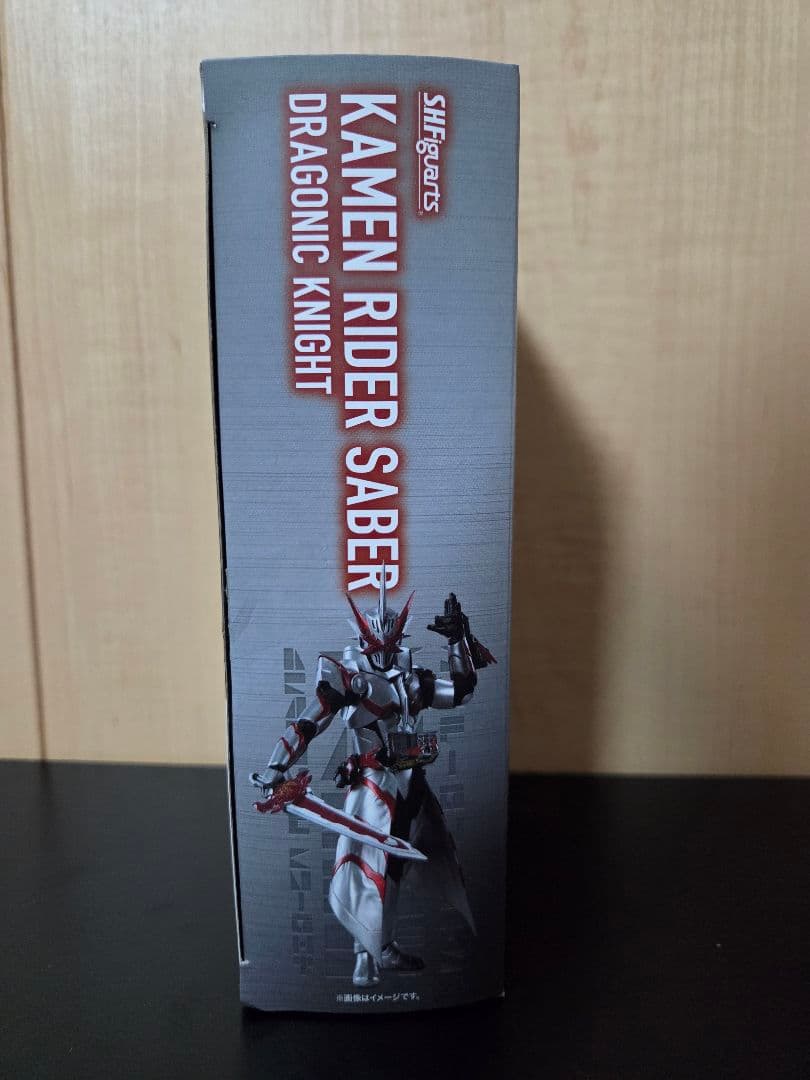 S.H.Figuarts
KAMEN RIDER SABER
DRAGONIC KNIGHT
※画像はイメージです。